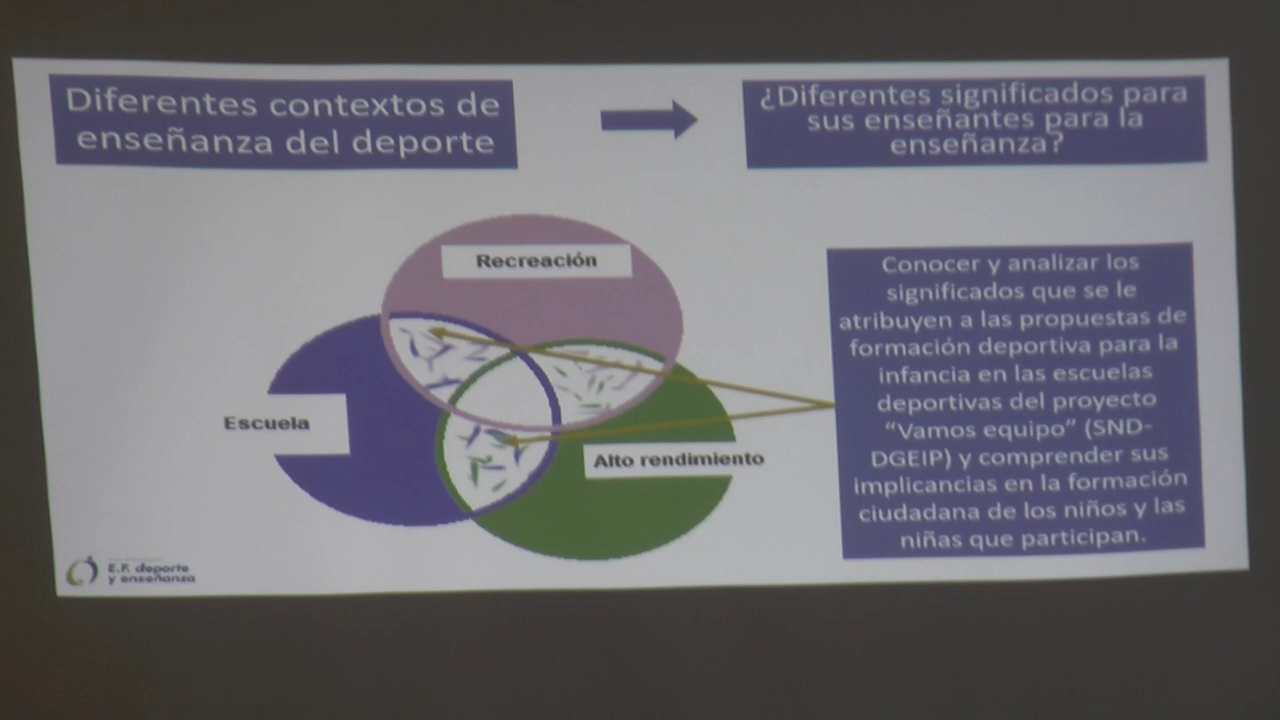 Diferentes contextos de
enseñanza del deporte
¿Diferentes significados para
sus enseñantes para la
enseñanza?
Recreación
Escuela
Alto rendimiento
Conocer y analizar los
significados que se le
atribuyen a las propuestas de
formación deportiva para la
infancia en las escuelas
deportivas del proyecto
“Vamos equipo” (SND-
DGEIP) y comprender sus
implicancias en la formación
ciudadana de los niños y las
niñas que participan.
E.F. deporte
y enseñanza